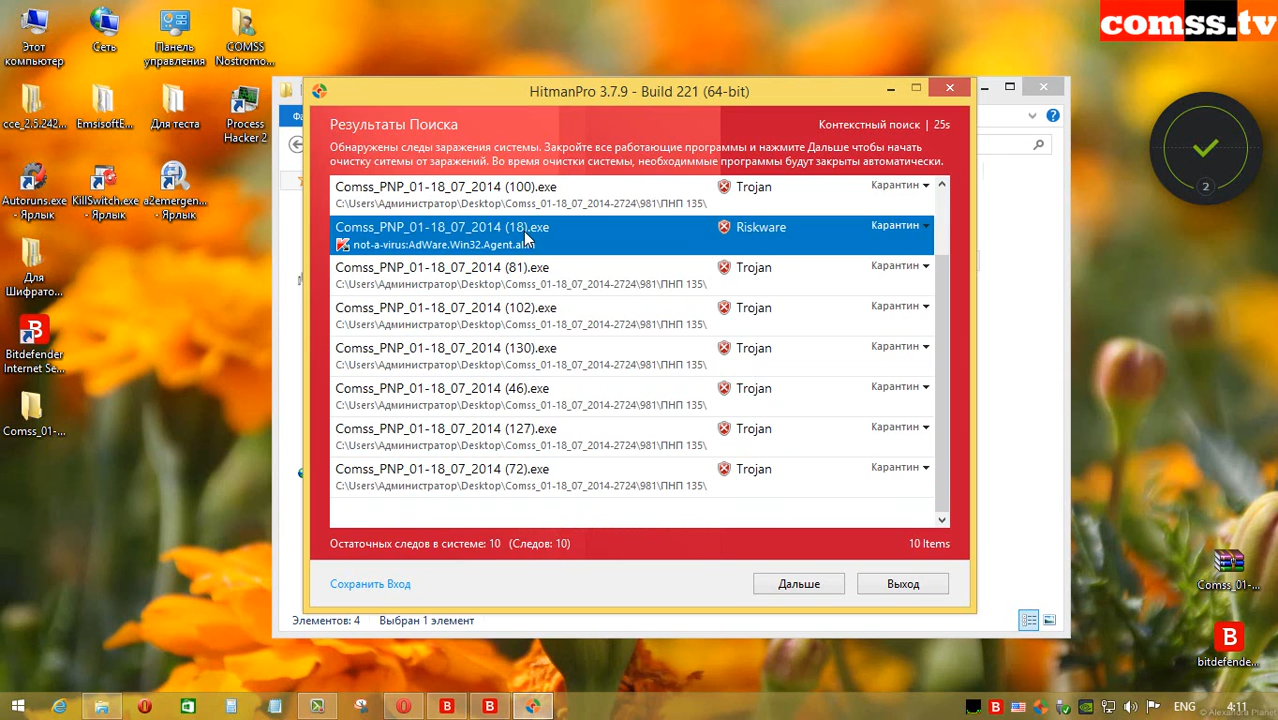 comss.tv
Этот
компьютер
Сеть
Панель
управления
COMSS
Nostromo...
cce_2.5.242...
EmsisoftE...
Для теста
Process
Hacker 2
Autoruns.exe
- Ярлык
KillSwitch.exe
- Ярлык
a2emergen...
- Ярлык
Для
Шифрато...
Bitdefender
Internet Se...
Comss_01-...
2
HitmanPro 3.7.9 - Build 221 (64-bit)
Результаты Поиска
Контекстный поиск | 25s
Обнаружены следы заражения системы. Закройте все работающие программы и нажмите Дальше чтобы начать
очистку ситемы от заражений. Во время очистки системы, необходиммые программы будут закрыты автоматически.
Comss_PNP_01-18_07_2014 (100).exe Trojan Карантин
C:\Users\Администратор\Desktop\Comss_01-18_07_2014-2724\981\ПНП 135\
Comss_PNP_01-18_07_2014 (18).exe Riskware Карантин
not-a-virus:AdWare.Win32.Agent.
Comss_PNP_01-18_07_2014 (81).exe Trojan Карантин
C:\Users\Администратор\Desktop\Comss_01-18_07_2014-2724\981\ПНП 135\
Comss_PNP_01-18_07_2014 (102).exe Trojan Карантин
C:\Users\Администратор\Desktop\Comss_01-18_07_2014-2724\981\ПНП 135\
Comss_PNP_01-18_07_2014 (130).exe Trojan Карантин
C:\Users\Администратор\Desktop\Comss_01-18_07_2014-2724\981\ПНП 135\
Comss_PNP_01-18_07_2014 (46).exe Trojan Карантин
C:\Users\Администратор\Desktop\Comss_01-18_07_2014-2724\981\ПНП 135\
Comss_PNP_01-18_07_2014 (127).exe Trojan Карантин
C:\Users\Администратор\Desktop\Comss_01-18_07_2014-2724\981\ПНП 135\
Comss_PNP_01-18_07_2014 (72).exe Trojan Карантин
C:\Users\Администратор\Desktop\Comss_01-18_07_2014-2724\981\ПНП 135\
Остаточных следов в системе: 10 (Следов: 10)
10 Items
Сохранить Вход
Дальше
Выход
Элементов: 4 Выбран 1 элемент
Comss_01-...
bitdefende...
ENG
4:11
© Alexandra Planet